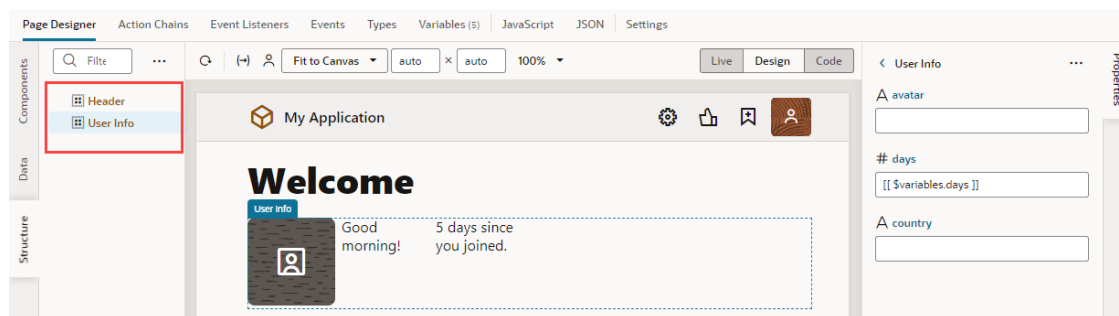 Page Designer Action Chains Event Listeners Events Types Variables (5) JavaScript JSON Settings
Components
Data
Structure
Filte ...
Header
User Info
Fit to Canvas auto × auto 100% Live Design Code
My Application
Welcome
User Info
Good morning!
5 days since you joined.
User Info ...
A avatar
# days
[[ $variables.days ]]
A country
Properties